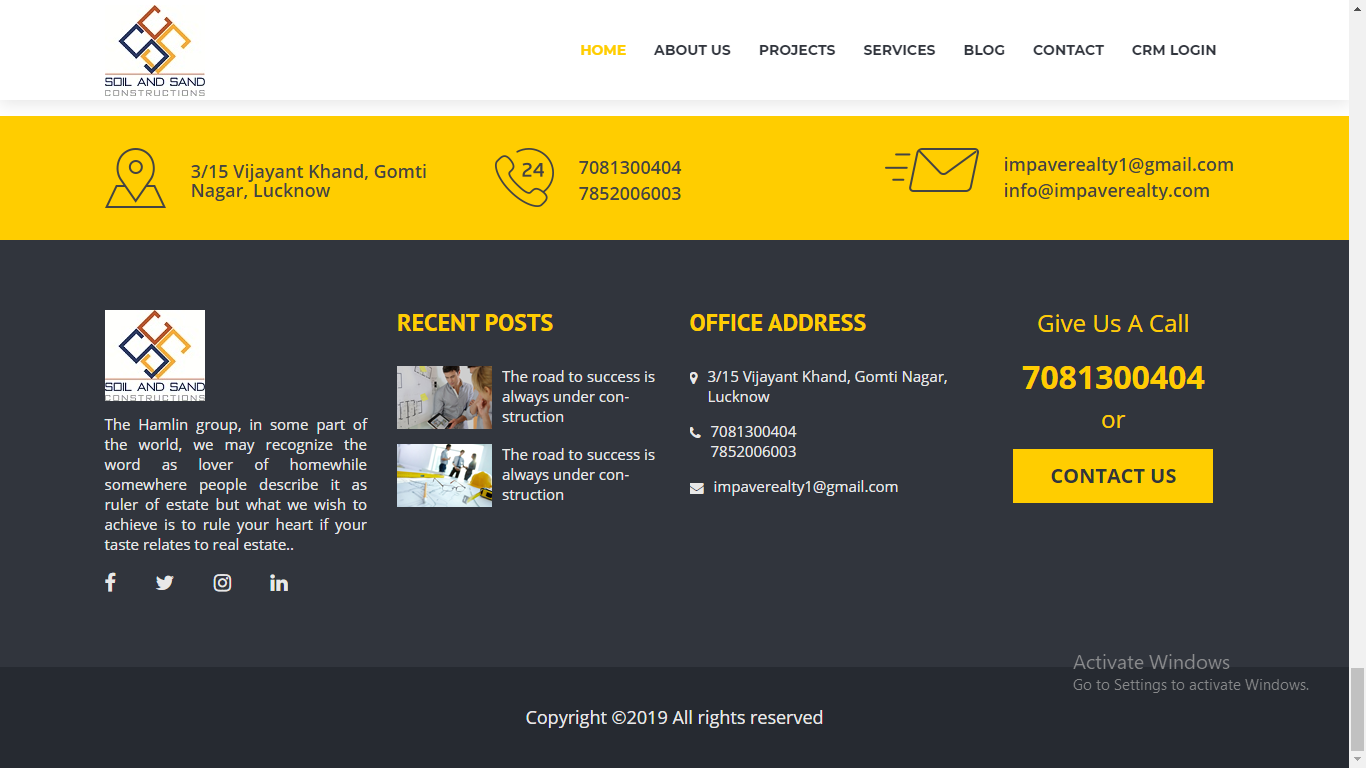 SOIL AND SAND
CONSTRUCTIONS
HOME ABOUT US PROJECTS SERVICES BLOG CONTACT CRM LOGIN
3/15 Vijayant Khand, Gomti
Nagar, Lucknow
24
7081300404
7852006003
impaverealty1@gmail.com
info@impaverealty.com
SOIL AND SAND
CONSTRUCTIONS
The Hamlin group, in some part of
the world, we may recognize the
word as lover of homewhile
somewhere people describe it as
ruler of estate but what we wish to
achieve is to rule your heart if your
taste relates to real estate..
RECENT POSTS
The road to success is
always under con-
struction
The road to success is
always under con-
struction
OFFICE ADDRESS
3/15 Vijayant Khand, Gomti Nagar,
Lucknow
7081300404
7852006003
impaverealty1@gmail.com
Give Us A Call
7081300404
or
CONTACT US
Activate Windows
Go to Settings to activate Windows.
Copyright ©2019 All rights reserved